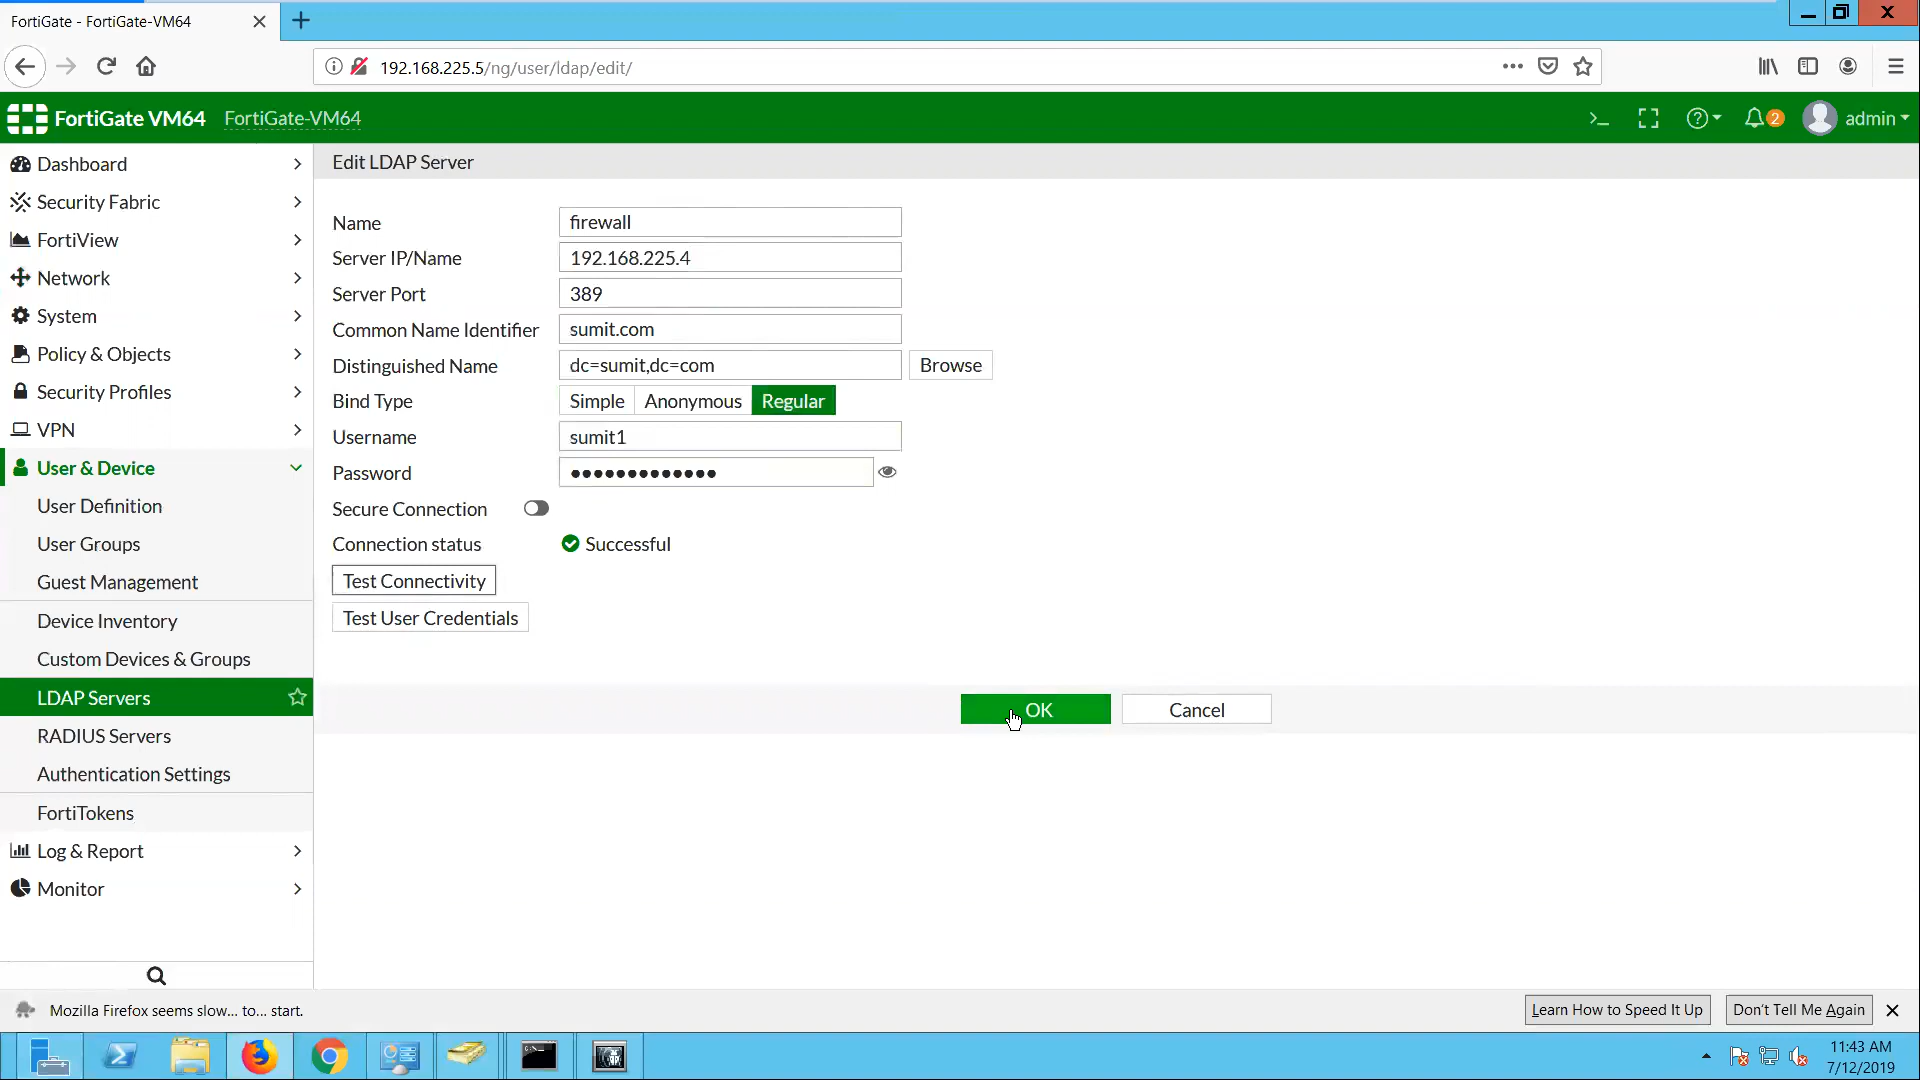 FortiGate - FortiGate-VM64
192.168.225.5/ng/user/ldap/edit/
FortiGate VM64 FortiGate-VM64
2
admin
Dashboard
Security Fabric
FortiView
Network
System
Policy & Objects
Security Profiles
VPN
User & Device
User Definition
User Groups
Guest Management
Device Inventory
Custom Devices & Groups
LDAP Servers
RADIUS Servers
Authentication Settings
FortiTokens
Log & Report
Monitor
Edit LDAP Server
Name firewall
Server IP/Name 192.168.225.4
Server Port 389
Common Name Identifier sumit.com
Distinguished Name dc=sumit,dc=com Browse
Bind Type Simple Anonymous Regular
Username sumit1
Password •••••••••••••
Secure Connection
Connection status Successful
Test Connectivity
Test User Credentials
OK Cancel
Mozilla Firefox seems slow... to... start.
Learn How to Speed It Up Don't Tell Me Again
11:43 AM
7/12/2019